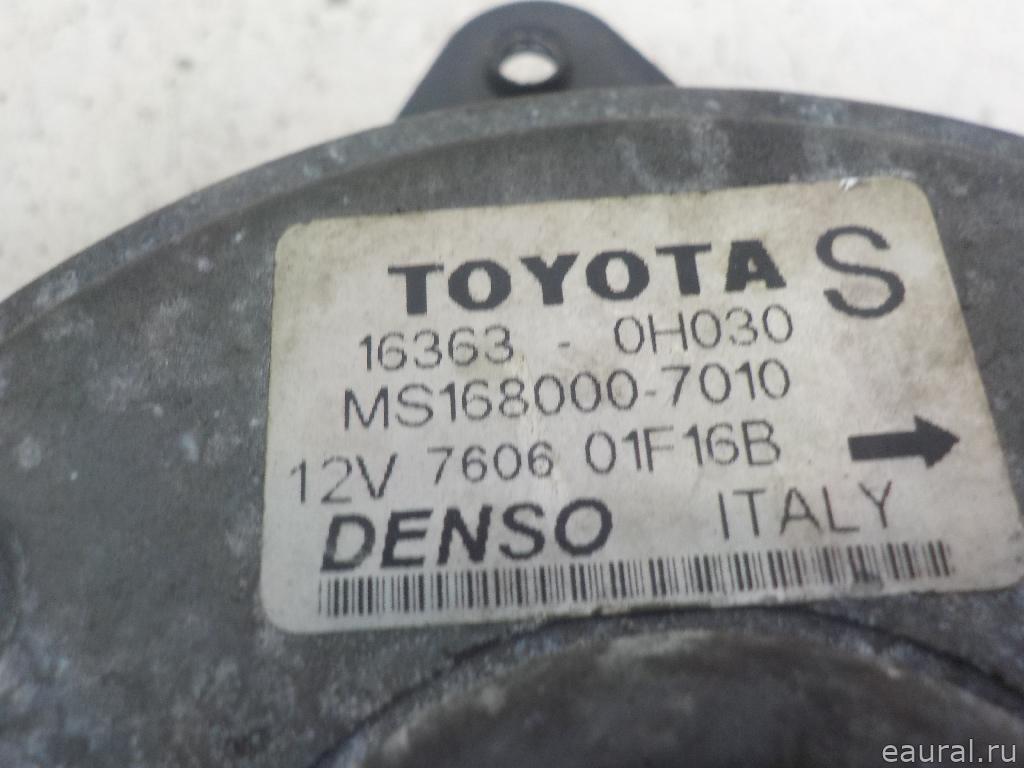 TOYOTA S
16363 - 0H030
MS168000-7010
12V 7606 01F16B
DENSO ITALY
eaural.ru